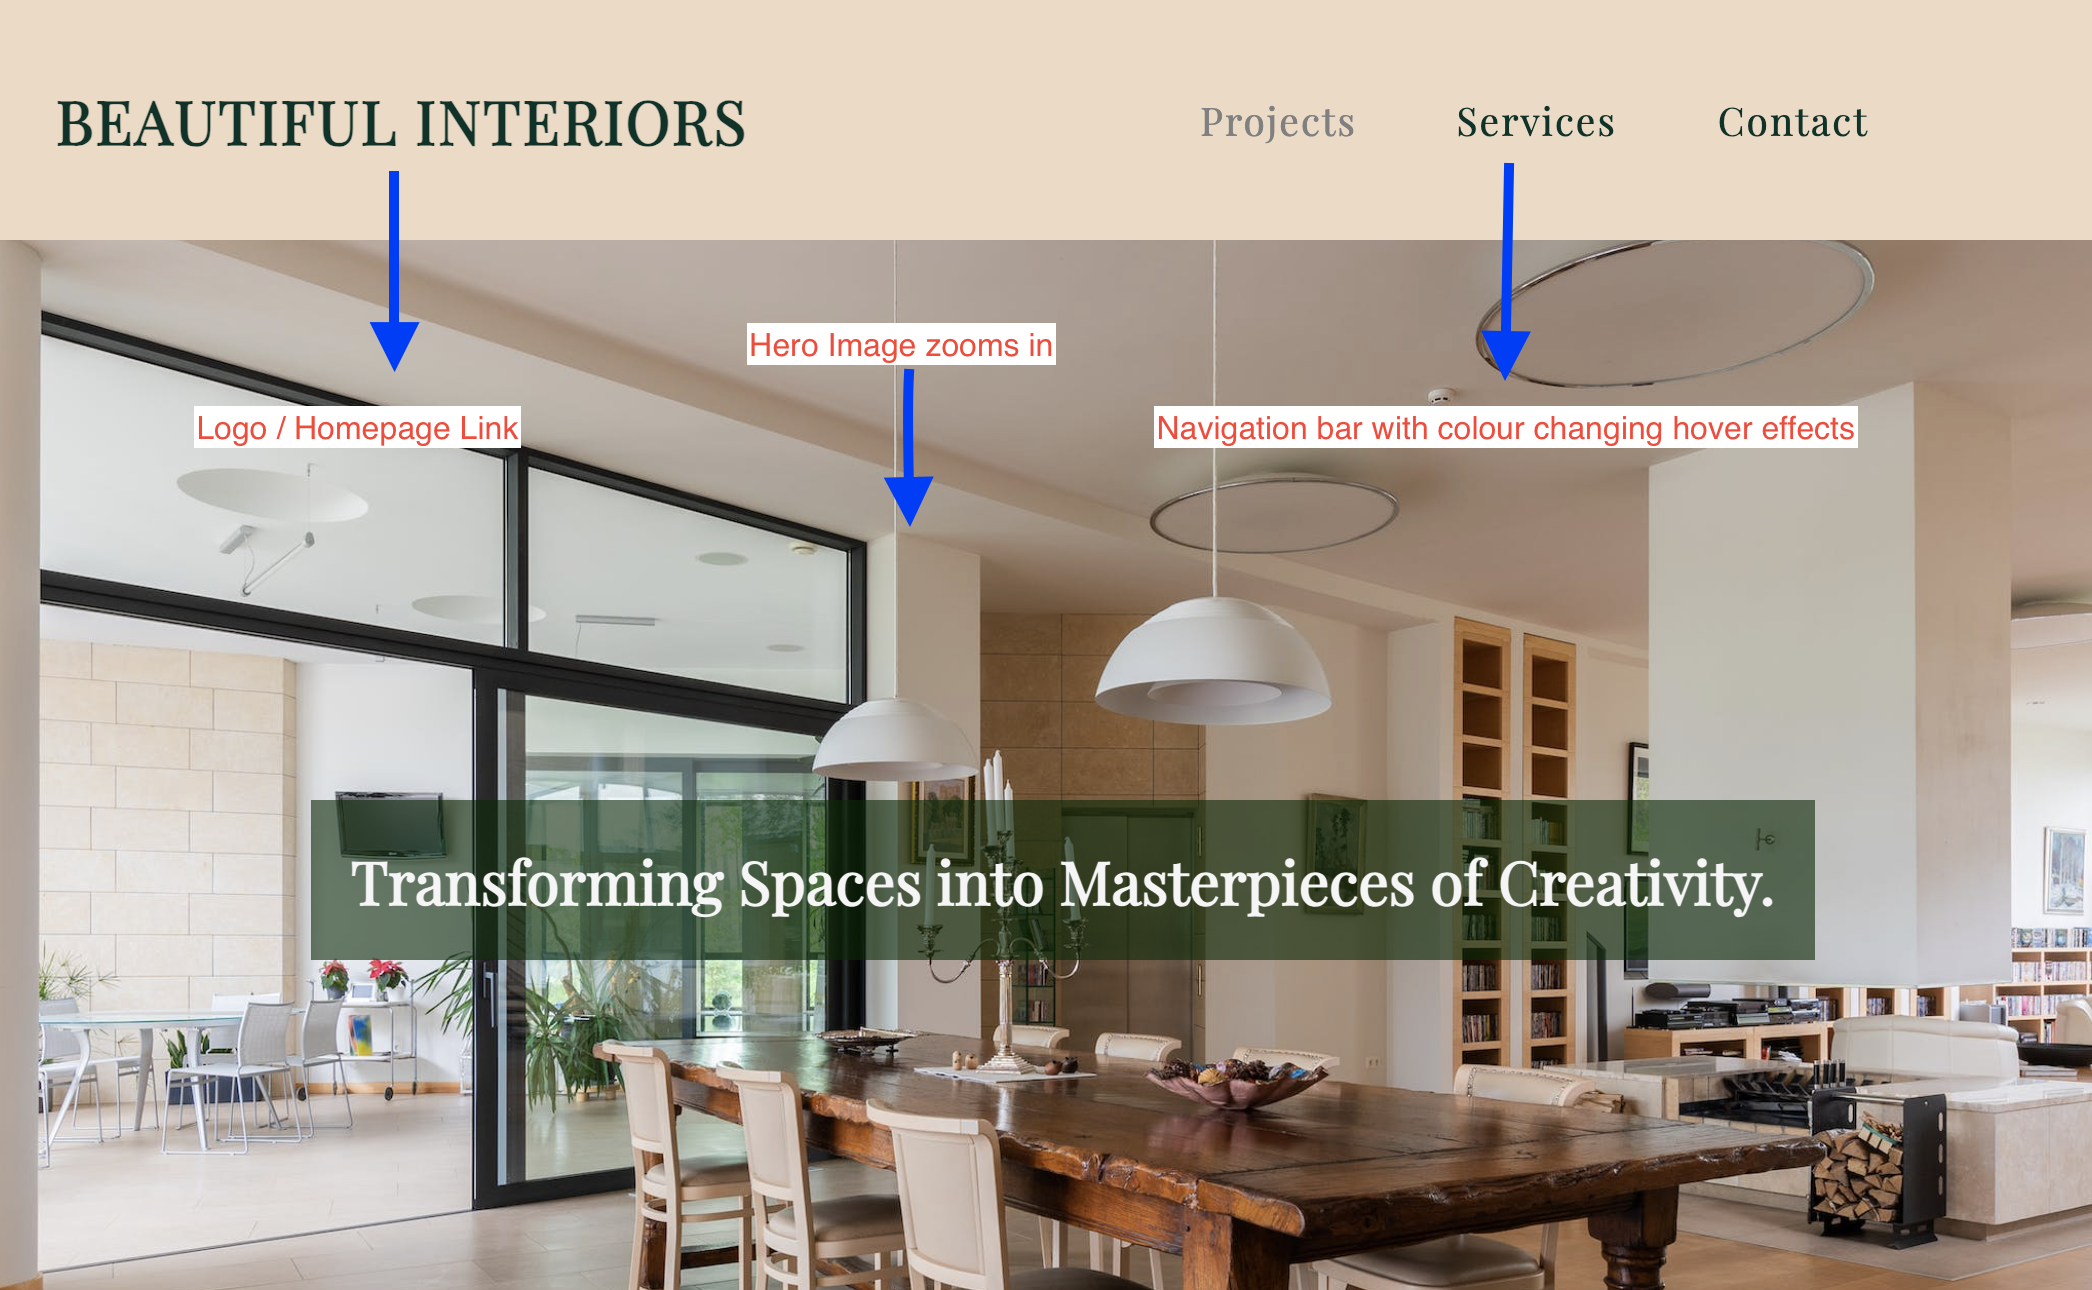 BEAUTIFUL INTERIORS
Projects Services Contact
Hero Image zooms in
Logo / Homepage Link
Navigation bar with colour changing hover effects
Transforming Spaces into Masterpieces of Creativity.